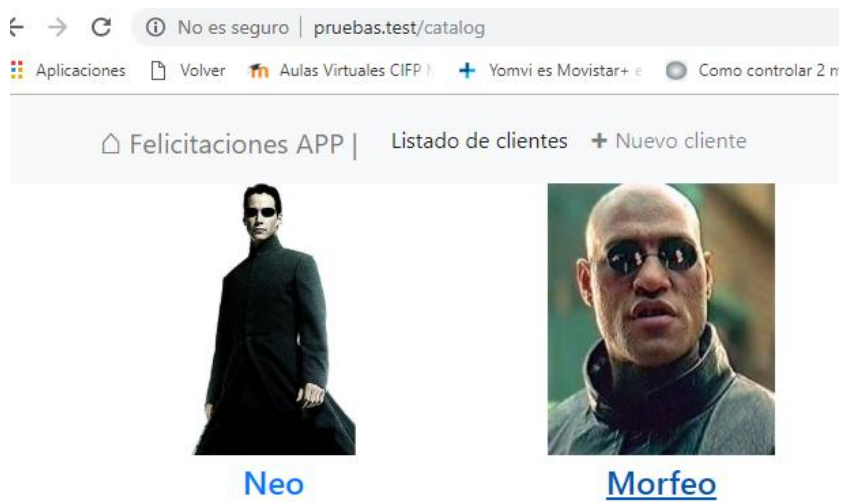 No es seguro | pruebas.test/catalog
Aplicaciones Volver Aulas Virtuales CIFP Yomvi es Movistar+ Como controlar 2
Felicitaciones APP | Listado de clientes + Nuevo cliente
Neo Morfeo